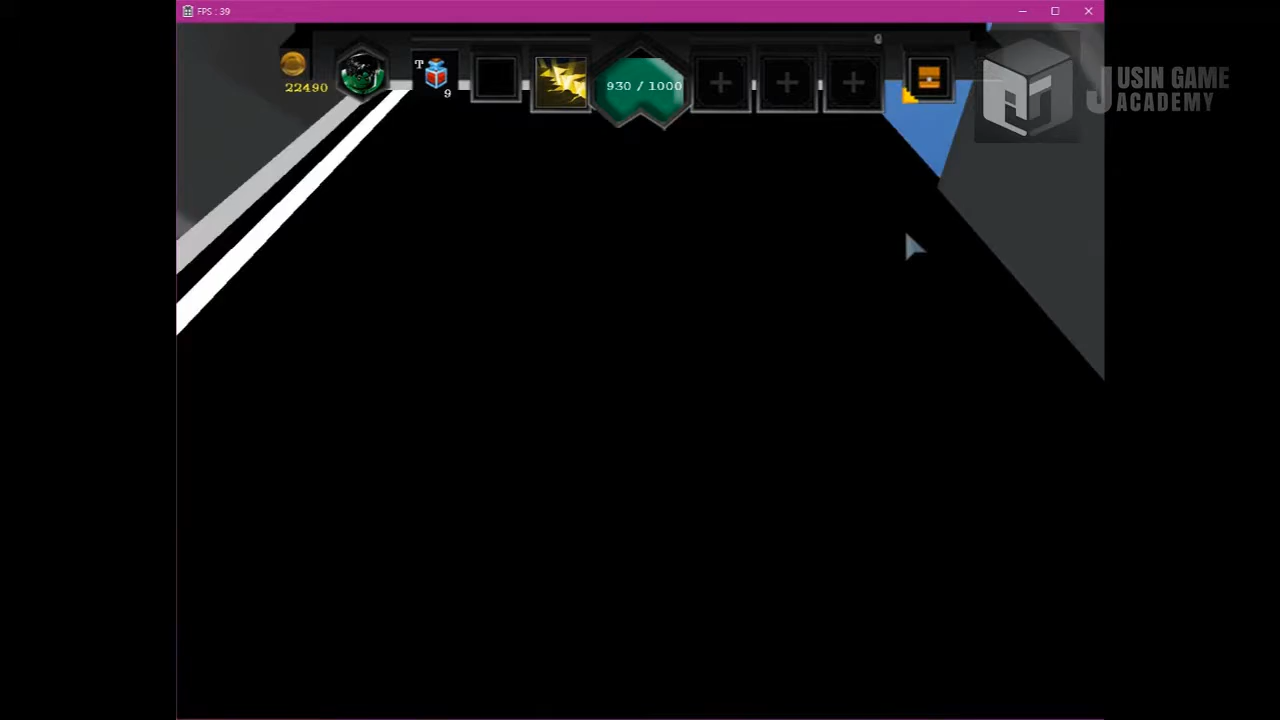 FPS : 39
22490
T
9
930 / 1000
JUSIN GAME
ACADEMY